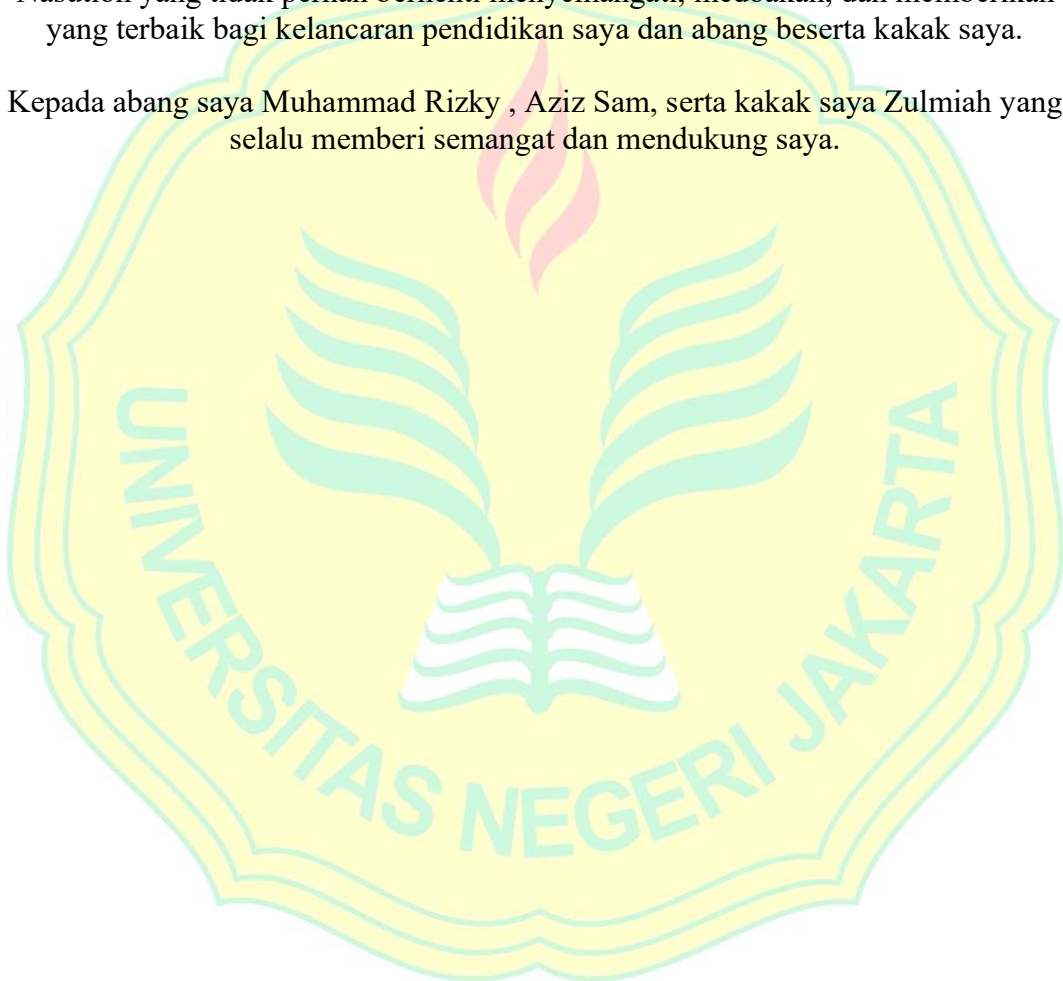 Nasution yang tidak pernah berhenti menyemangati, medoakan, dan memberikan
yang terbaik bagi kelancaran pendidikan saya dan abang beserta kakak saya.
Kepada abang saya Muhammad Rizky , Aziz Sam, serta kakak saya Zulmiah yang
selalu memberi semangat dan mendukung saya.
UNIVERSITAS NEGERI JAKARTA